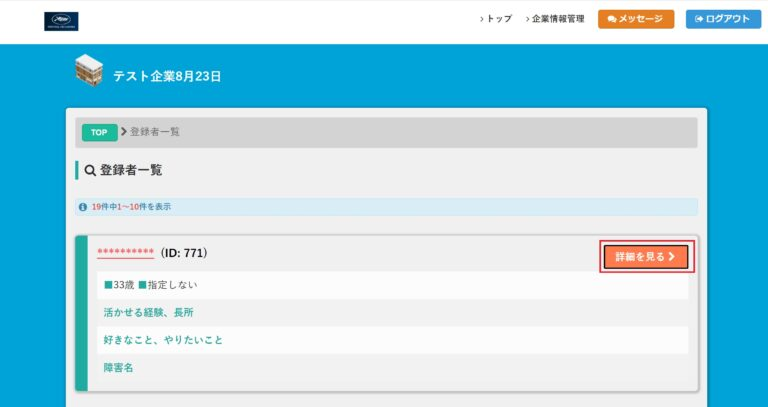 トップ 企業情報管理 メッセージ ログアウト
テスト企業8月23日
TOP 登録者一覧
登録者一覧
19件中1〜10件を表示
********** (ID: 771) 詳細を見る
■33歳 ■指定しない
活かせる経験、長所
好きなこと、やりたいこと
障害名